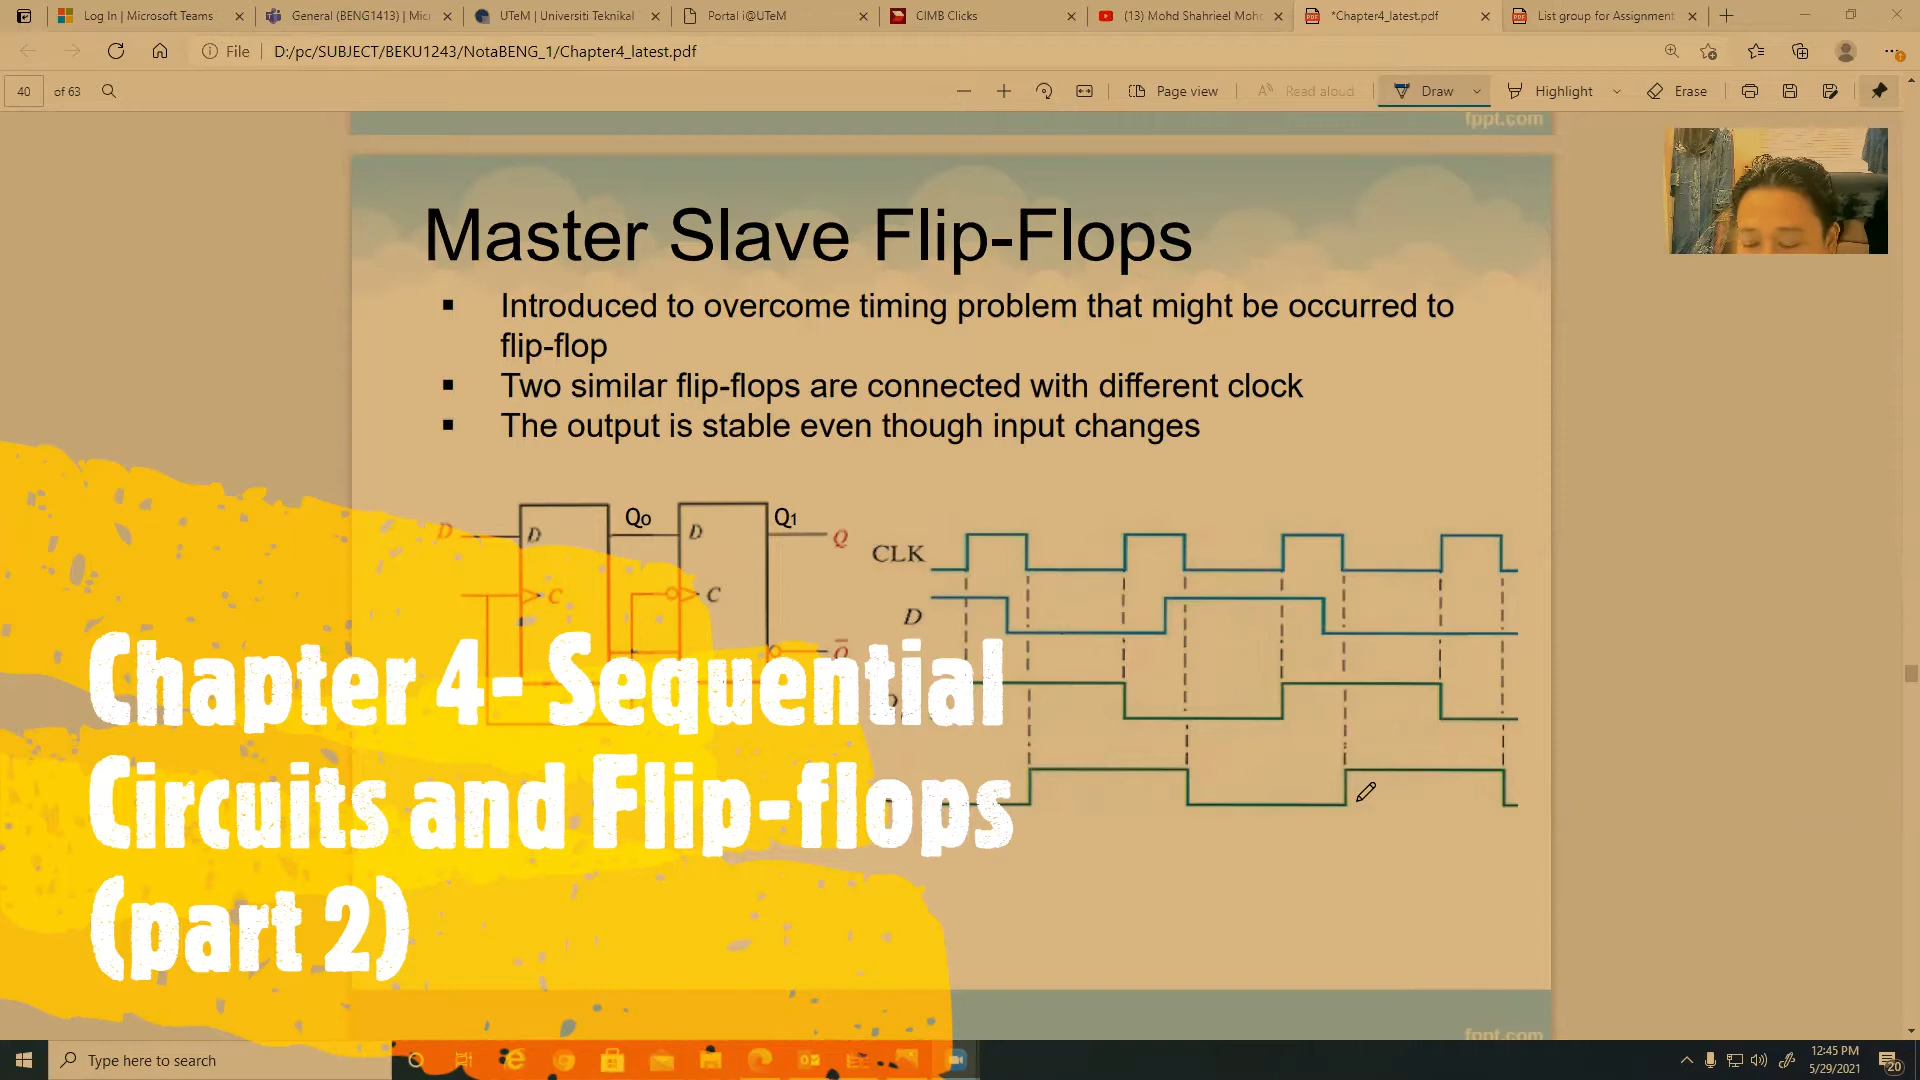 Log In | Microsoft Teams
General (BENG1413) | Mic
UTeM | Universiti Teknikal
Portal i@UTeM
CIMB Clicks
(13) Mohd Shahrieel Moho
*Chapter4_latest.pdf
List group for Assignment
File
D:/pc/SUBJECT/BEKU1243/NotaBENG_1/Chapter4_latest.pdf
40 of 63
Page view
Read aloud
Draw
Highlight
Erase
fppt.com
Master Slave Flip-Flops
Introduced to overcome timing problem that might be occurred to
flip-flop
Two similar flip-flops are connected with different clock
The output is stable even though input changes
D D Q0 D Q1 Q
C C
Q̅
CLK
D
Chapter 4- Sequential
Circuits and Flip-flops
(part 2)
fppt.com
Type here to search
12:45 PM
5/29/2021
20